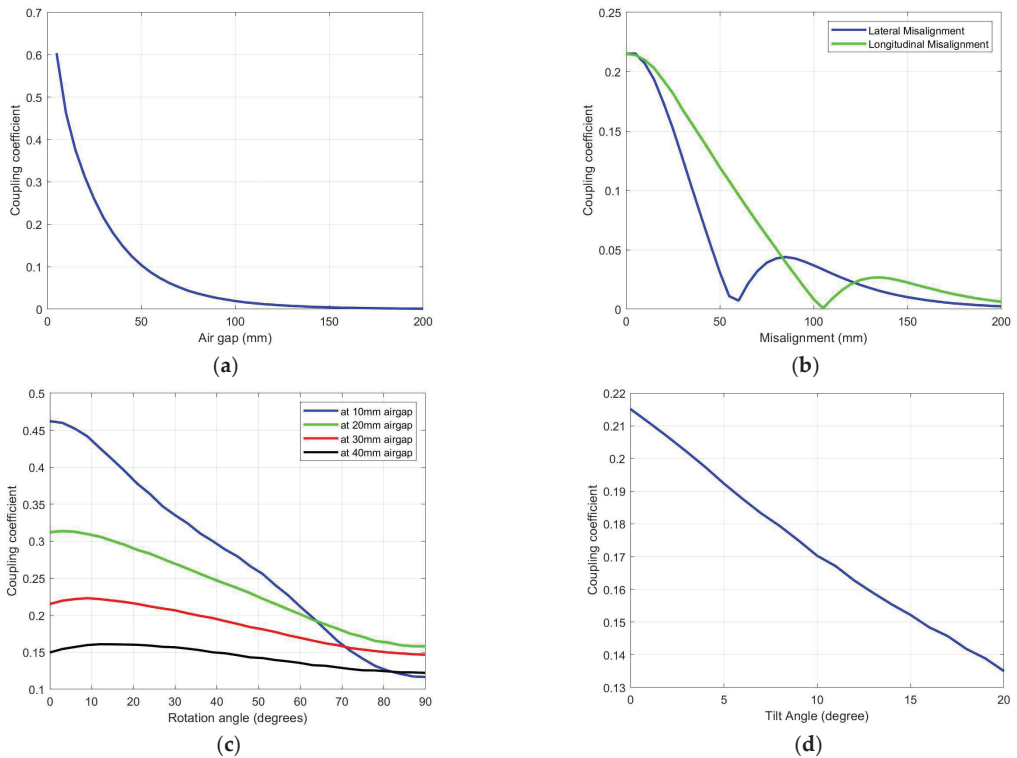 0.7
0.6
0.5
0.4
0.3
0.2
0.1
0
0 50 100 150 200
Coupling coefficient
Air gap (mm)
(a)
0.25
0.2
0.15
0.1
0.05
0
0 50 100 150 200
Coupling coefficient
Misalignment (mm)
Lateral Misalignment
Longitudinal Misalignment
(b)
0.5
0.45
0.4
0.35
0.3
0.25
0.2
0.15
0.1
0 10 20 30 40 50 60 70 80 90
Coupling coefficient
Rotation angle (degrees)
at 10mm airgap
at 20mm airgap
at 30mm airgap
at 40mm airgap
(c)
0.22
0.21
0.2
0.19
0.18
0.17
0.16
0.15
0.14
0.13
0 5 10 15 20
Coupling coefficient
Tilt Angle (degree)
(d)